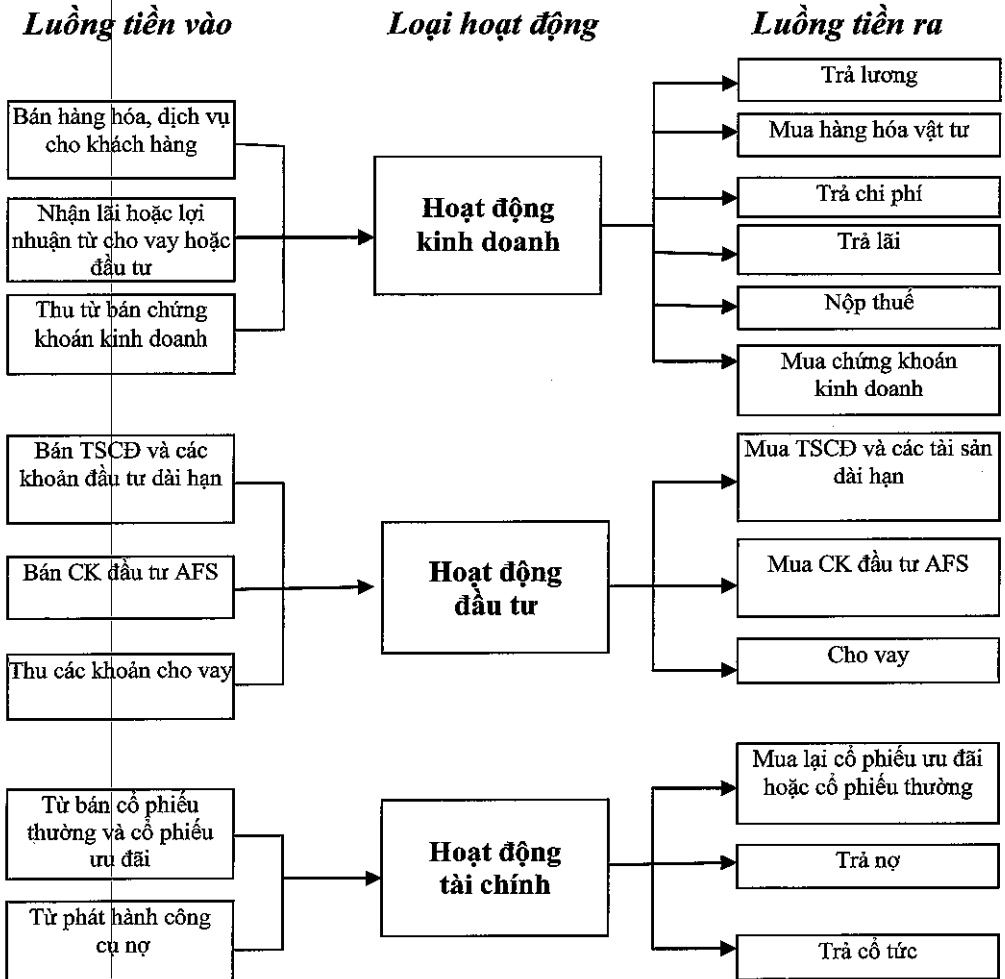 Luồng tiền vào
Loại hoạt động
Luồng tiền ra
Bán hàng hóa, dịch vụ
cho khách hàng
Nhận lãi hoặc lợi
nhuận từ cho vay hoặc
đầu tư
Thu từ bán chứng
khoán kinh doanh
Hoạt động
kinh doanh
Trả lương
Mua hàng hóa vật tư
Trả chi phí
Trả lãi
Nộp thuế
Mua chứng khoán
kinh doanh
Bán TSCĐ và các
khoản đầu tư dài hạn
Bán CK đầu tư AFS
Thu các khoản cho vay
Hoạt động
đầu tư
Mua TSCĐ và các tài sản
dài hạn
Mua CK đầu tư AFS
Cho vay
Từ bán cổ phiếu
thường và cổ phiếu
ưu đãi
Từ phát hành công
cụ nợ
Hoạt động
tài chính
Mua lại cổ phiếu ưu đãi
hoặc cổ phiếu thường
Trả nợ
Trả cổ tức